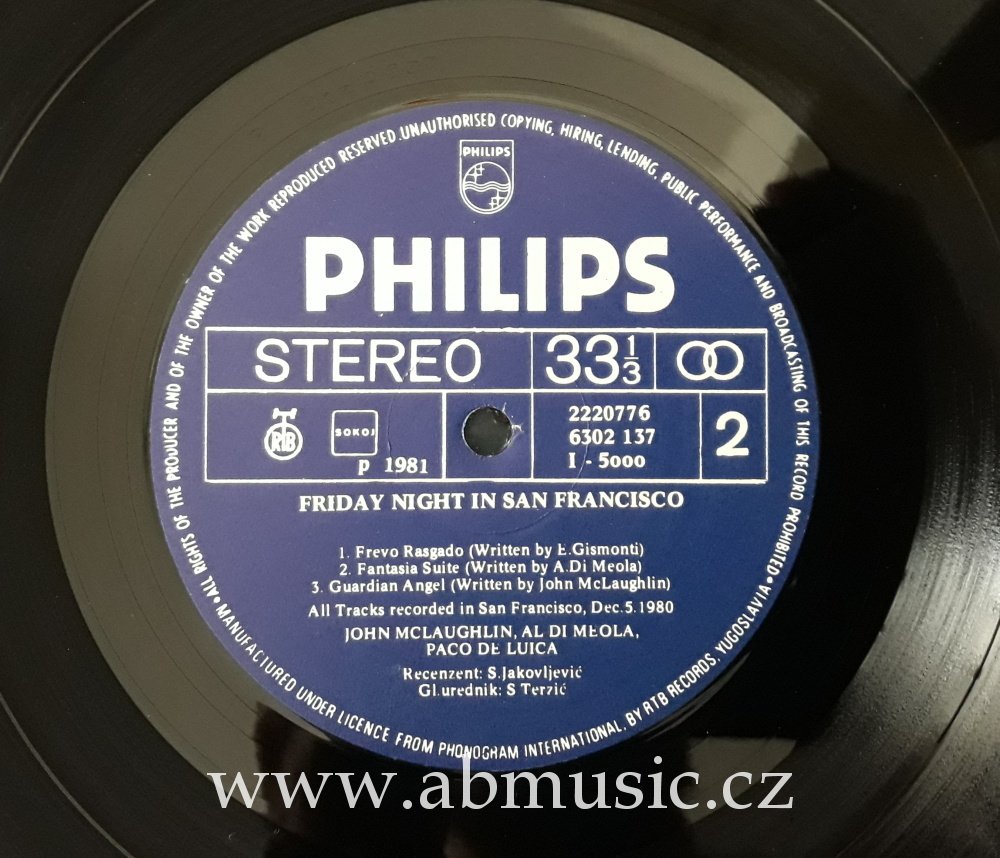 PHILIPS
PHILIPS
STEREO 33 1/3
RTB SOKOJ
p 1981
2220776
6302 137
I - 5000
2
FRIDAY NIGHT IN SAN FRANCISCO
1. Frevo Rasgado (Written by E.Gismonti)
2. Fantasia Suite (Written by A.Di Meola)
3. Guardian Angel (Written by John McLaughlin)
All Tracks recorded in San Francisco, Dec.5.1980
JOHN MCLAUGHLIN, AL DI MEOLA,
PACO DE LUICA
Recenzent: S.Jakovljević
Gl.urednik: S Terzić
•ALL RIGHTS OF THE PRODUCER AND OF THE OWNER OF THE WORK REPRODUCED RESERVED.UNAUTHORISED COPYING, HIRING, LENDING, PUBLIC PERFORMANCE AND BROADCASTING OF THIS RECORD PROHIBITED•
MANUFACTURED UNDER LICENCE FROM PHONOGHAM INTERNATIONAL, BY RTB RECORDS, YUGOSLAVIA•
www.abmusic.cz